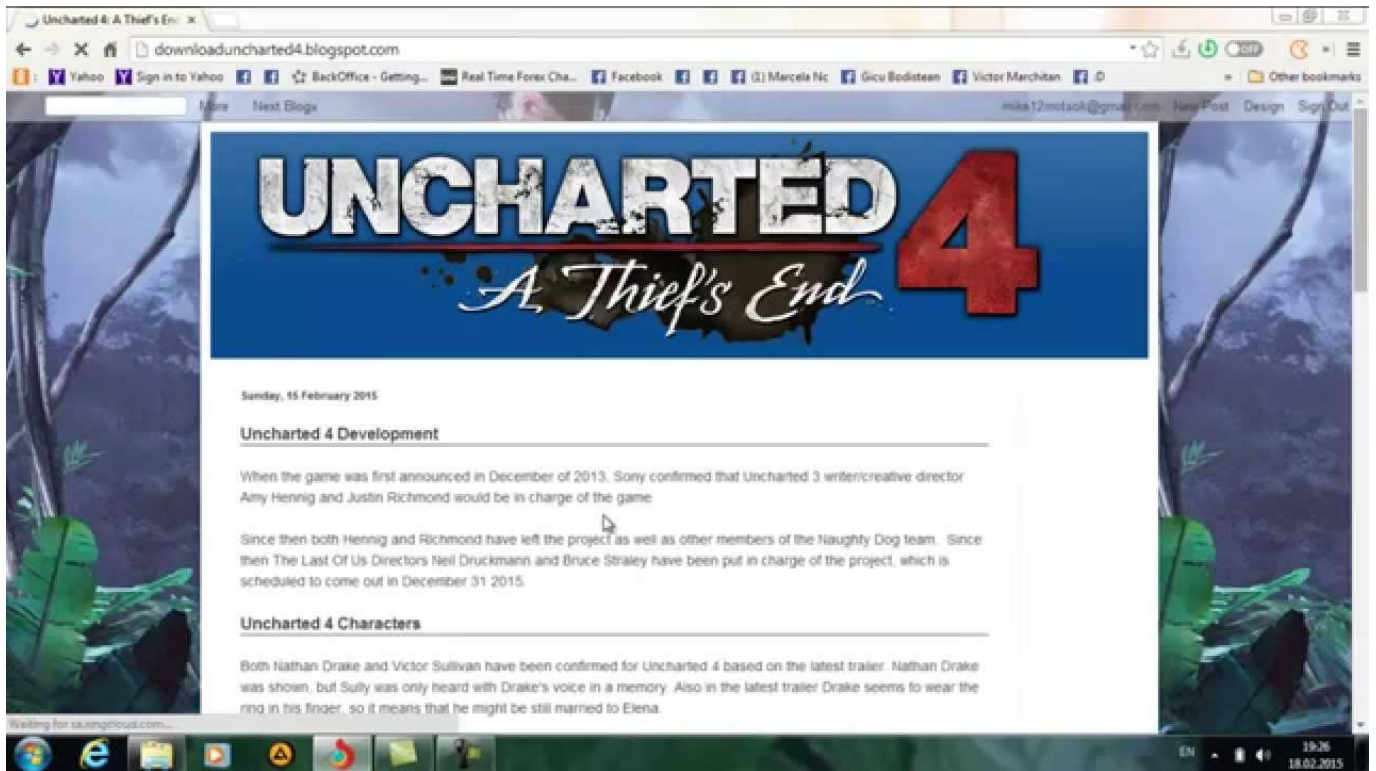 Uncharted 4: A Thief's En
downloaduncharted4.blogspot.com
OFF
Yahoo Sign in to Yahoo BackOffice - Getting... Real Time Forex Cha... Facebook (1) Marcela Nc Gicu Bodistean Victor Marchitan :D » Other bookmarks
More Next Blog» mike12motsok@gmail.com New Post Design Sign Out
UNCHARTED 4
A Thief's End
Sunday, 15 February 2015
Uncharted 4 Development
When the game was first announced in December of 2013, Sony confirmed that Uncharted 3 writer/creative director
Amy Hennig and Justin Richmond would be in charge of the game
Since then both Hennig and Richmond have left the project as well as other members of the Naughty Dog team. Since
then The Last Of Us Directors Neil Druckmann and Bruce Straley have been put in charge of the project, which is
scheduled to come out in December 31 2015.
Uncharted 4 Characters
Both Nathan Drake and Victor Sullivan have been confirmed for Uncharted 4 based on the latest trailer. Nathan Drake
was shown, but Sully was only heard with Drake's voice in a memory. Also in the latest trailer Drake seems to wear the
ring in his finger, so it means that he might be still married to Elena.
Waiting for sa.xingcloud.com...
EN 19:26
18.02.2015